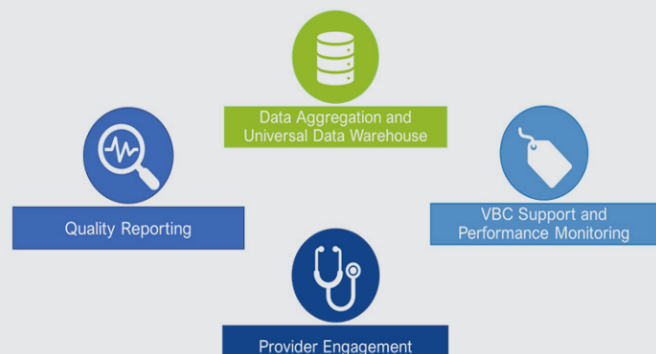 Data Aggregation and
Universal Data Warehouse
Quality Reporting
VBC Support and
Performance Monitoring
Provider Engagement